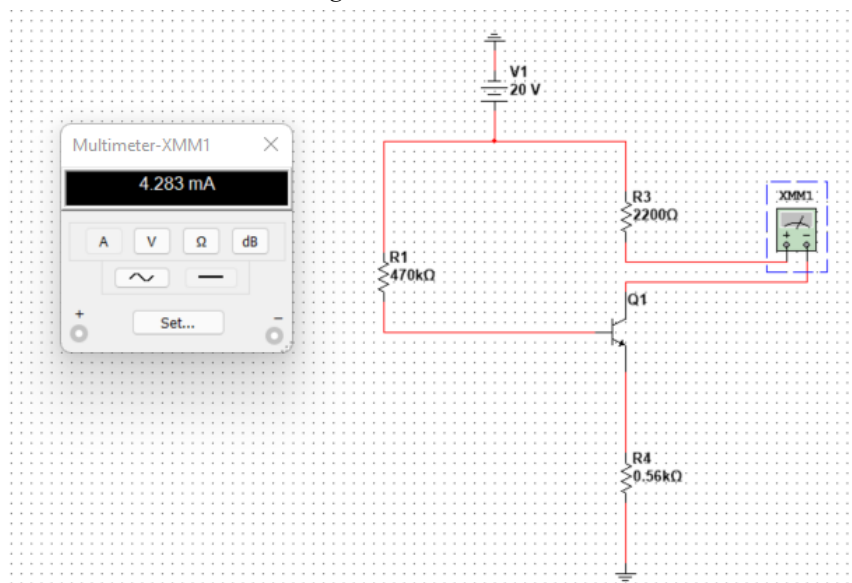 V1
20 V
Multimeter-XMM1
4.283 mA
A
V
Ω
dB
+
Set...
-
R3
2200Ω
XMM1
+
-
R1
470kΩ
Q1
R4
0.56kΩ